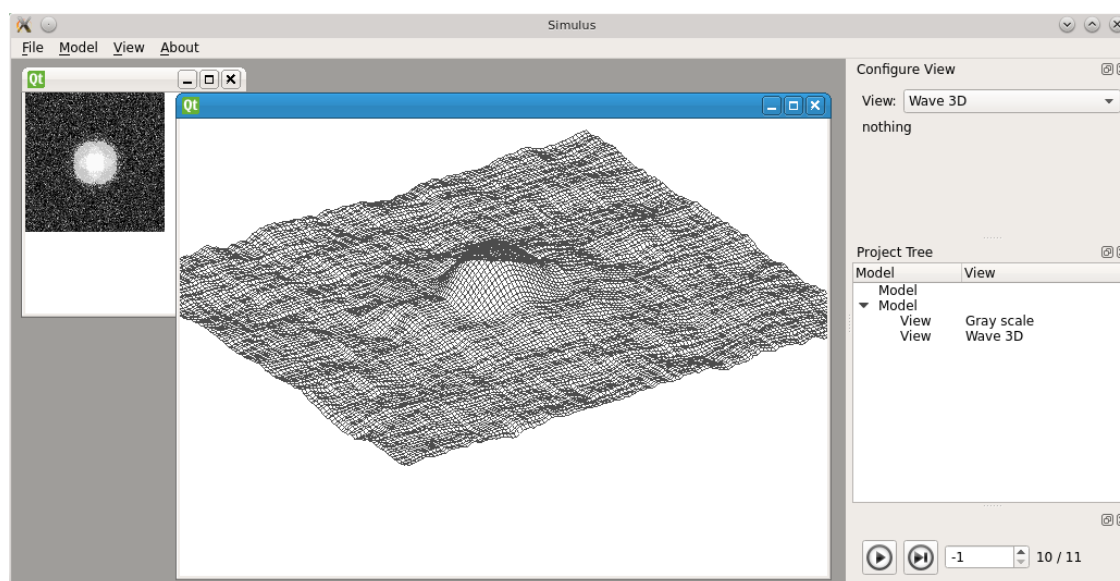 Simulus
File Model View About
Qt
Qt
Configure View
View: Wave 3D
nothing
Project Tree
Model View
Model
Model
View Gray scale
View Wave 3D
-1 10 / 11